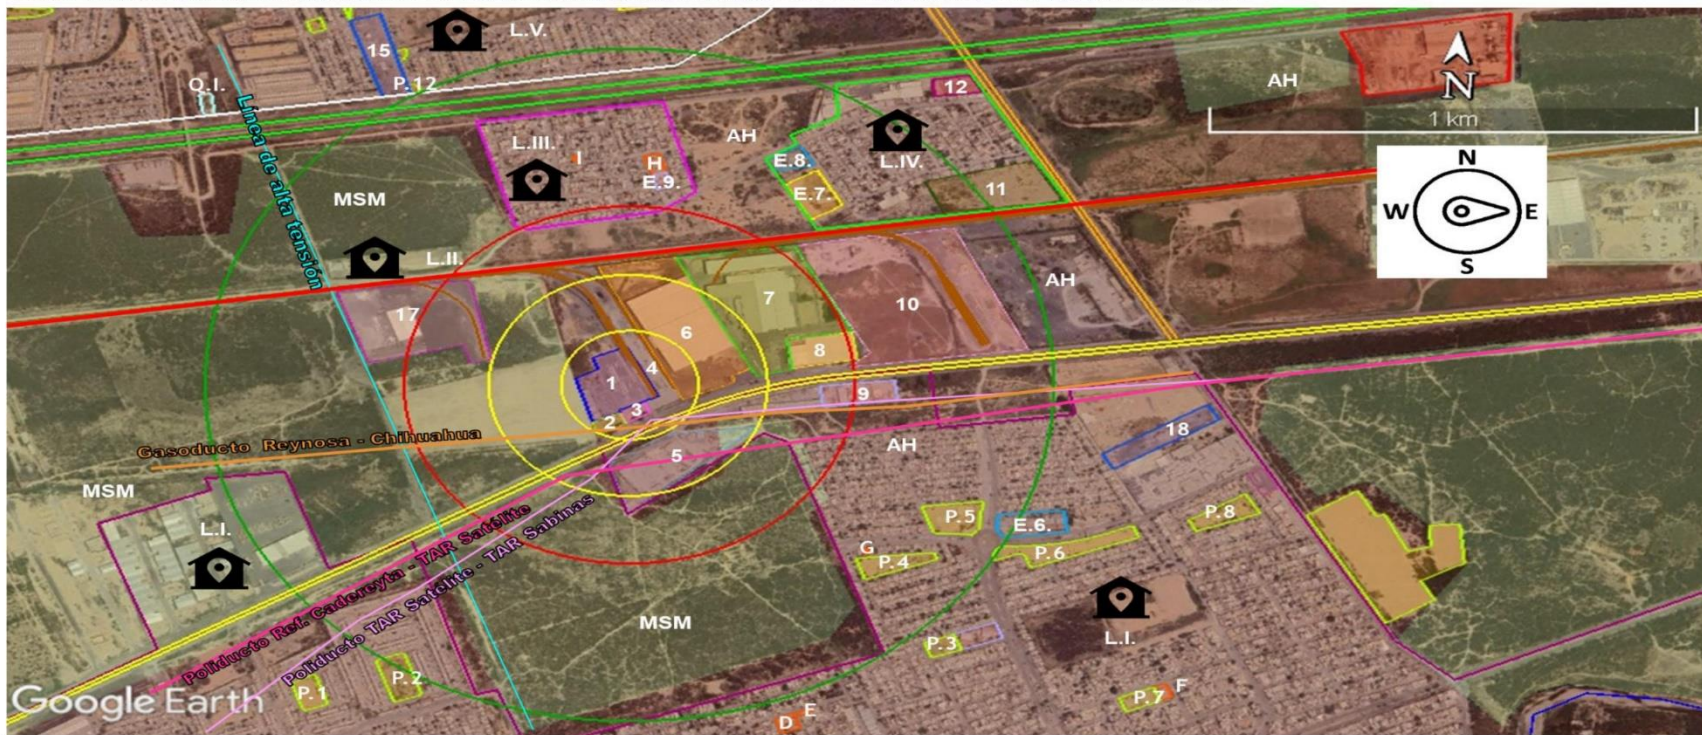 L.V.
15
P.12
Q.I.
AH
N
1 km
12
L.III.
I
H
E.9.
AH
E.8.
L.IV.
E.7.
11
MSM
Línea de alta tensión
N
W
E
S
L.II.
17
6
7
8
10
AH
1
4
2
3
9
5
AH
18
Gasoducto Reynosa - Chihuahua
MSM
L.I.
P.5
E.6.
P.8
G
P.4
P.6
Poliducto Ref. Cadereyta - TAR Satélite
Poliducto TAR Satélite - TAR Sabinas
MSM
L.I.
P.3
P.1
P.2
P.7
F
D
E
Google Earth